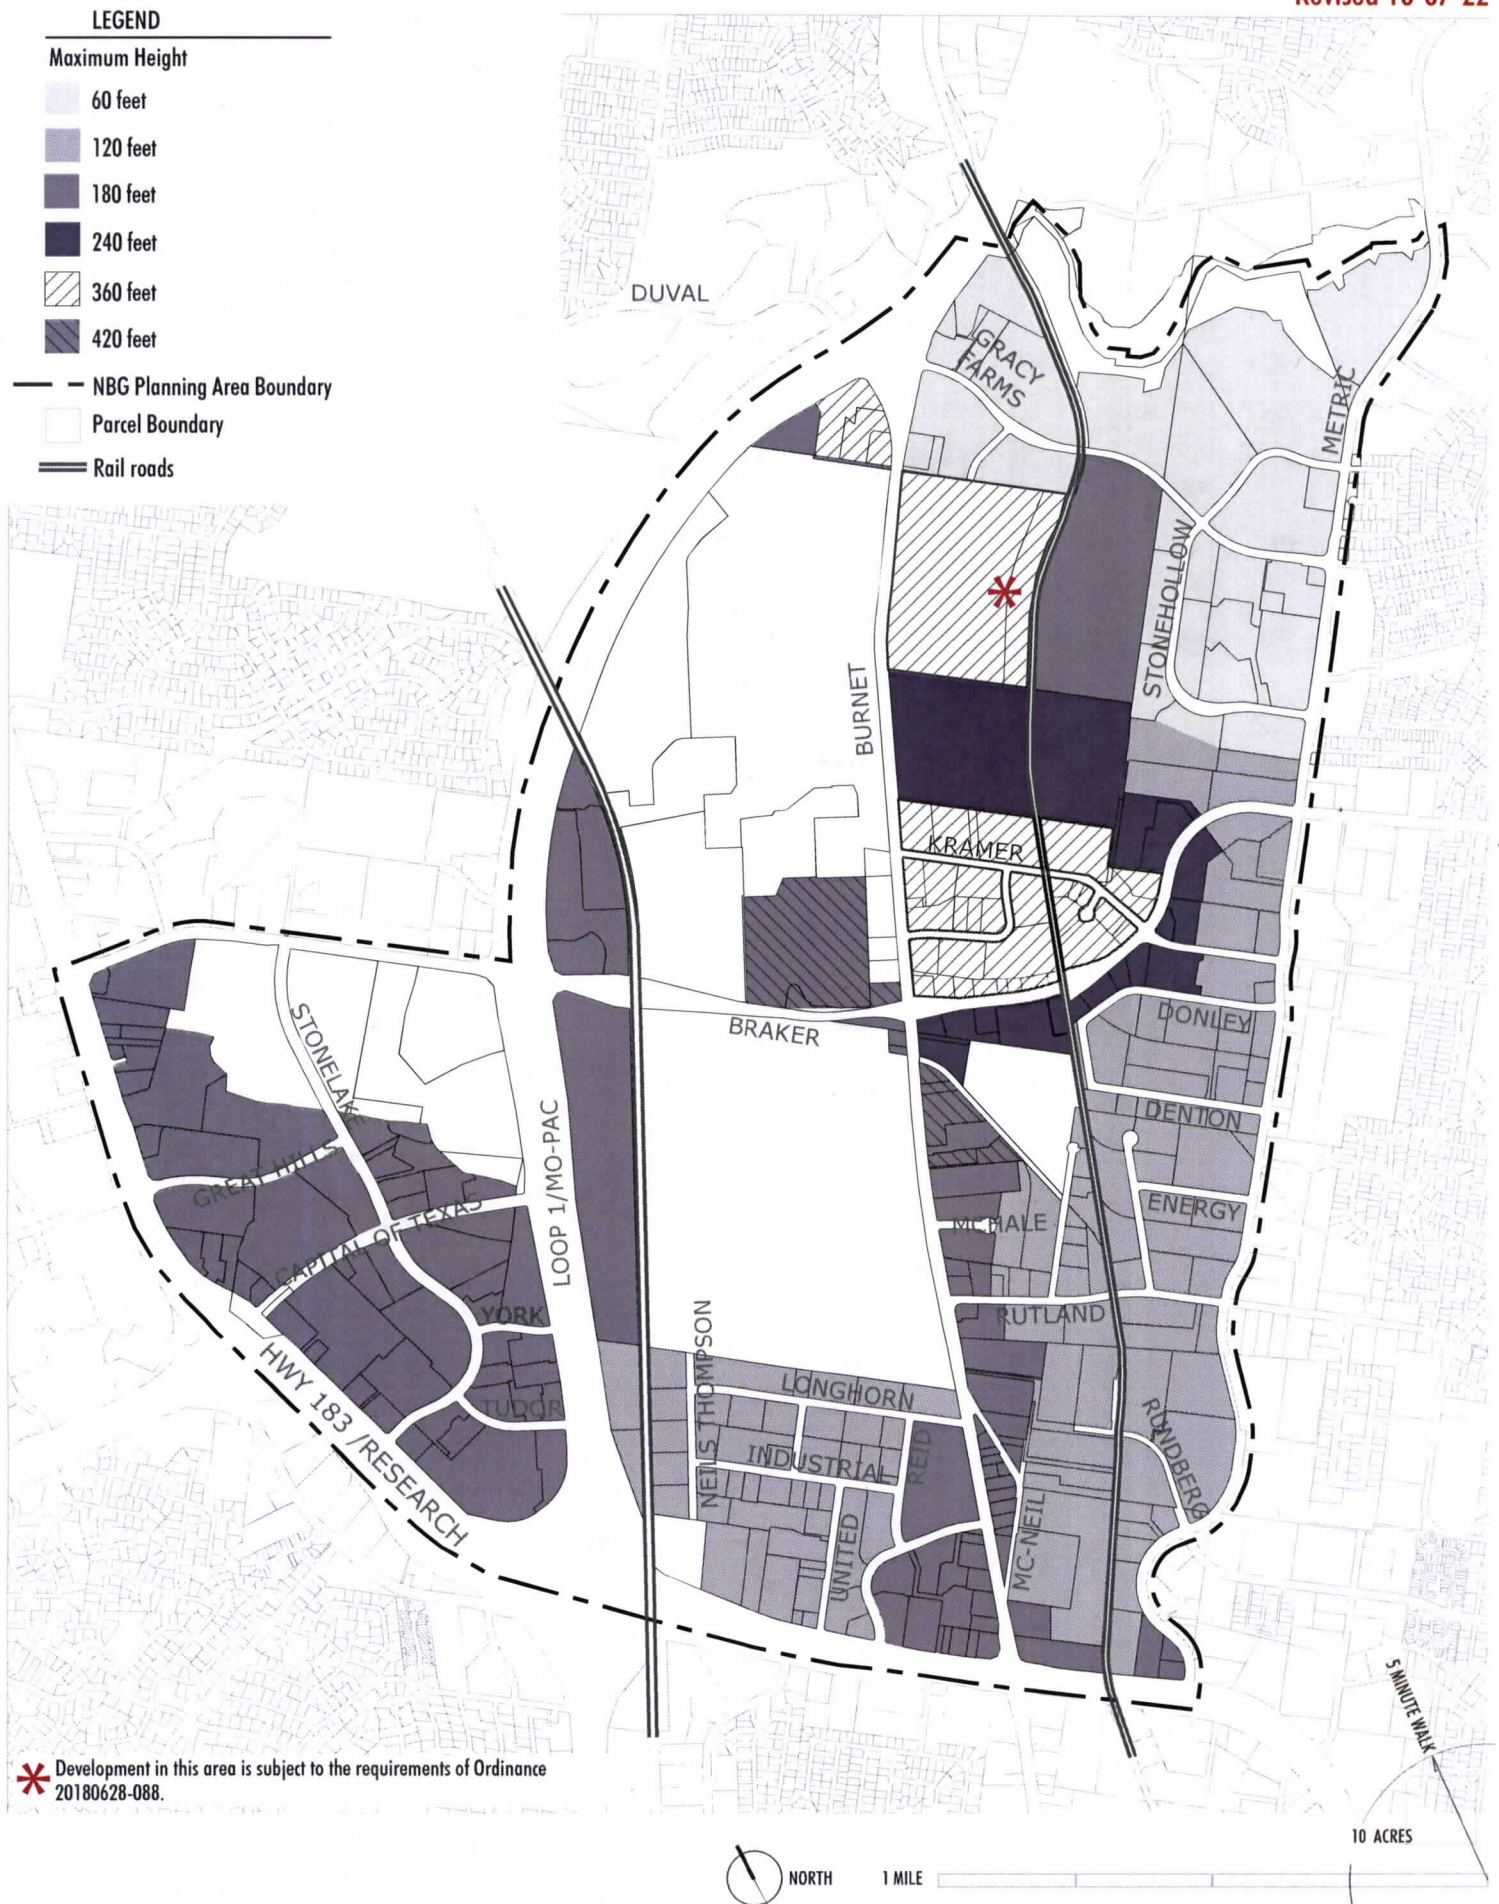 LEGEND
Maximum Height
60 feet
120 feet
180 feet
240 feet
360 feet
420 feet
NBG Planning Area Boundary
Parcel Boundary
Rail roads
DUVAL
GRACY
FARMS
METRIC
STONEHOLLOW
*
BURNET
KRAMER
STONELAKE
BRAKER
DONLEY
DENTON
GREAT HILLS
CAPITAL OF TEXAS
LOOP 1/MO-PAC
MCHALE
ENERGY
YORK
RUTLAND
HWY 183 /RESEARCH
NEILS THOMPSON
LONGHORN
TUDOR
INDUSTRIAL
REID
RUNDBERG
UNITED
MC-NEIL
5 MINUTE WALK
* Development in this area is subject to the requirements of Ordinance
20180628-088.
10 ACRES
NORTH
1 MILE